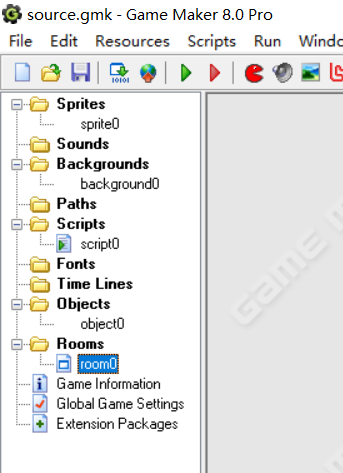 source.gmk - Game Maker 8.0 Pro
File Edit Resources Scripts Run Windo
Sprites
sprite0
Sounds
Backgrounds
background0
Paths
Scripts
script0
Fonts
Time Lines
Objects
object0
Rooms
room0
Game Information
Global Game Settings
Extension Packages
GAME M